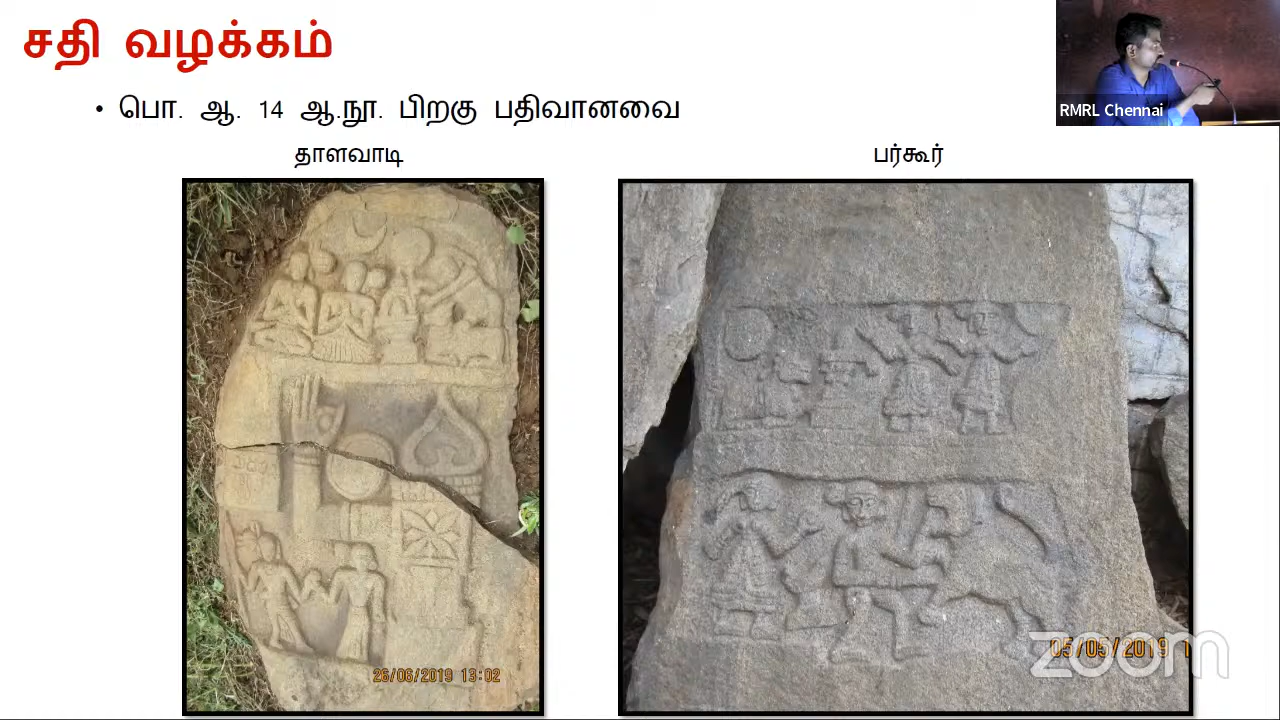 சதி வழக்கம்
RMRL Chennai
• பொ. ஆ. 14 ஆ.நூ. பிறகு பதிவானவை
தாளவாடி
பர்கூர்
26/06/2019 13:02
05/05/2019 1
zoom